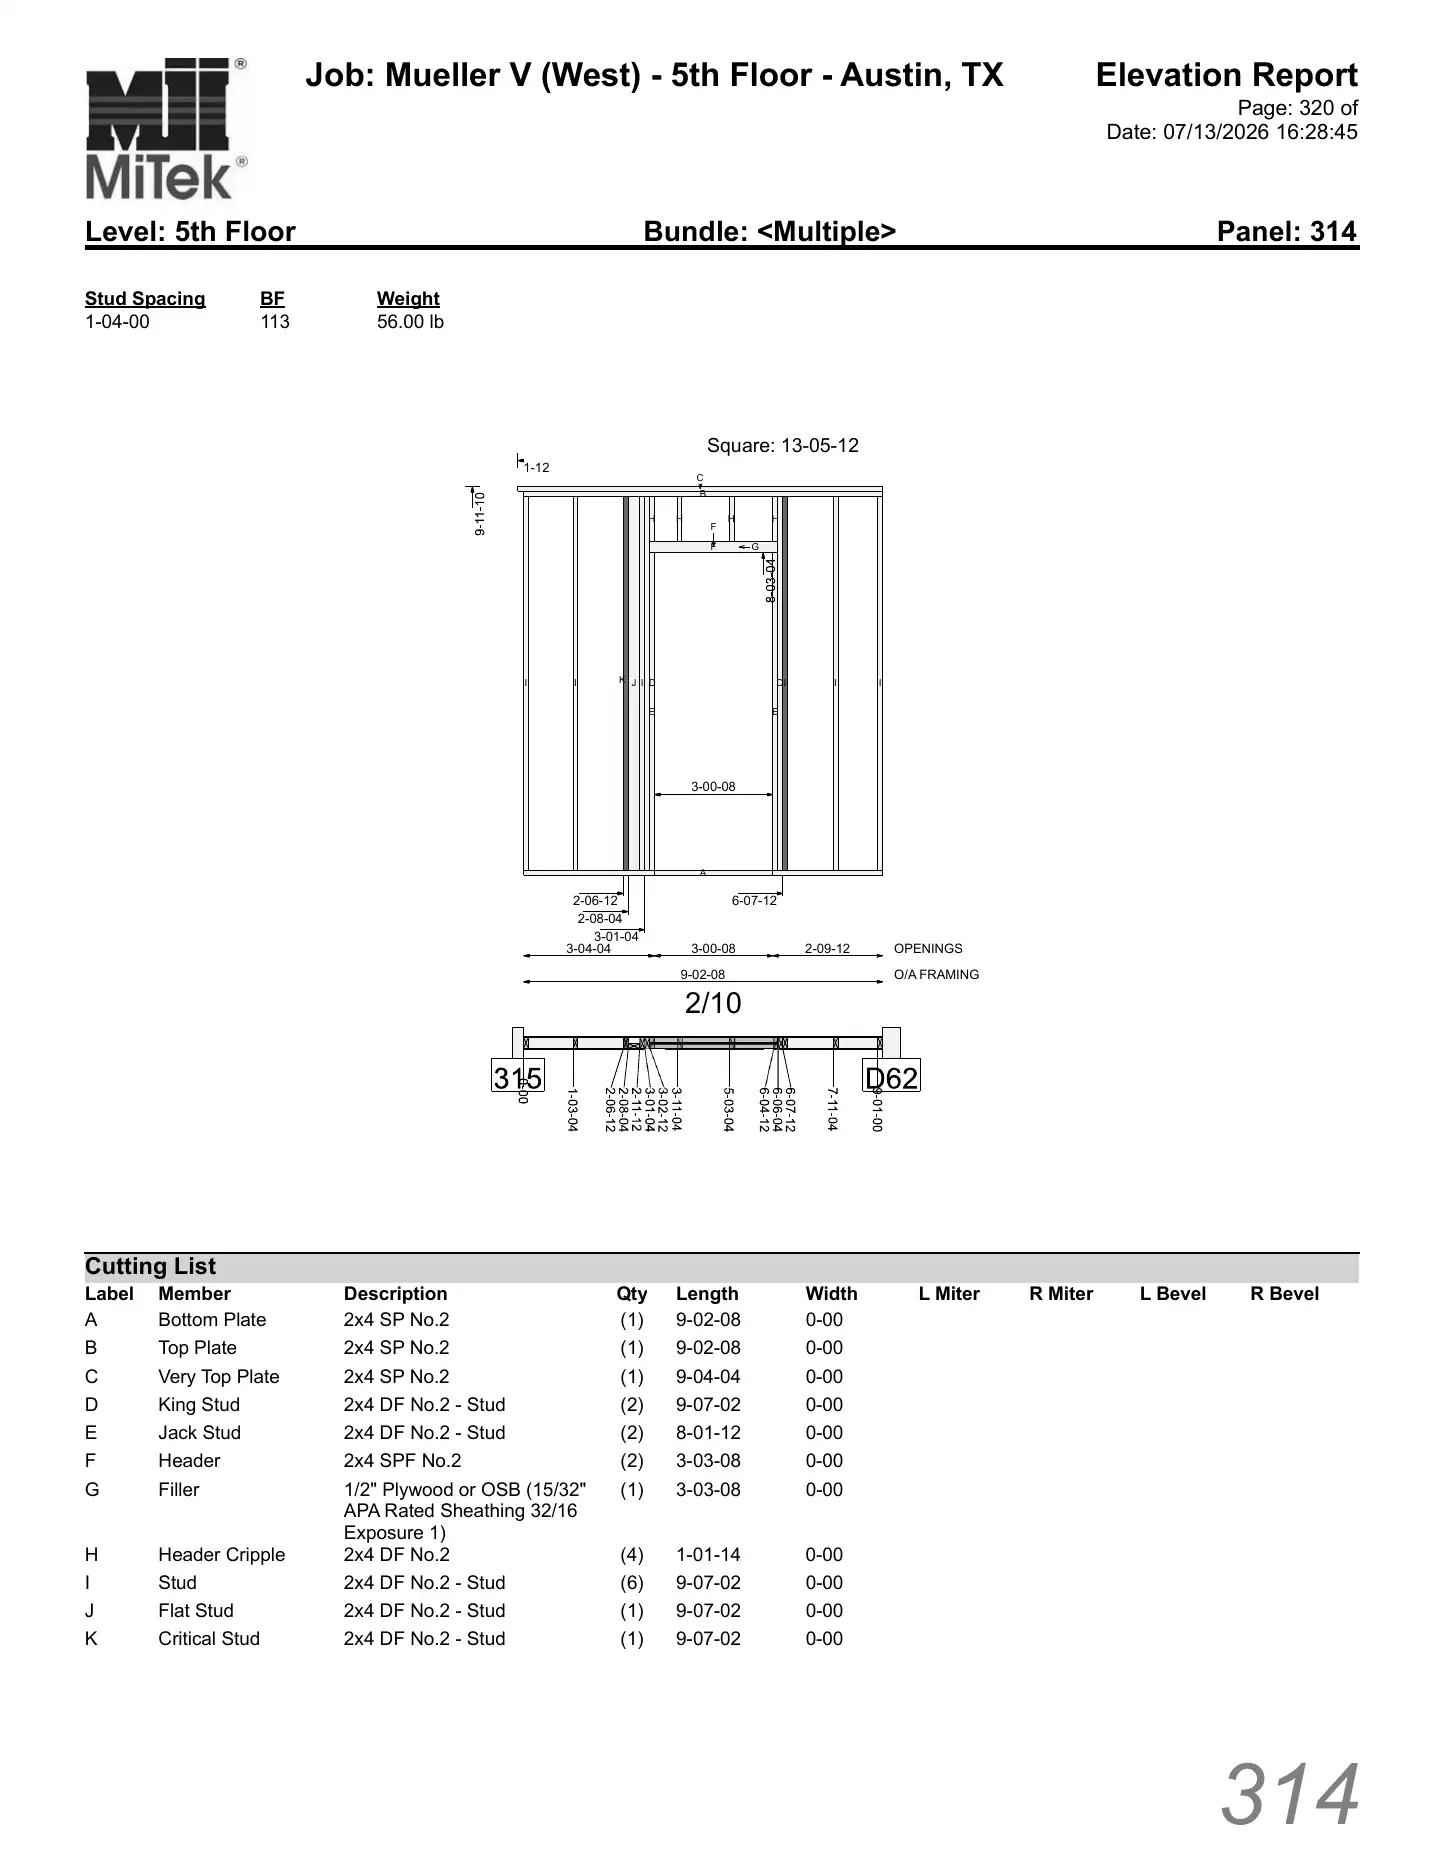 MiTek®
Job: Mueller V (West) - 5th Floor - Austin, TX
Elevation Report
Page: 320 of
Date: 07/13/2026 16:28:45
Level: 5th Floor Bundle: <Multiple> Panel: 314
Stud Spacing BF Weight
1-04-00 113 56.00 lb
Square: 13-05-12
1-12
C
B
9-11-10
H H H H
F
F G
8-03-04
I I K J I D D I I I
E E
3-00-08
A
2-06-12 6-07-12
2-08-04
3-01-04
3-04-04 3-00-08 2-09-12 OPENINGS
9-02-08 O/A FRAMING
2/10
315 D62
0-00 1-03-04 2-06-12 2-08-04 2-11-12 3-01-04 3-02-12 3-11-04 5-03-04 6-04-12 6-06-04 6-07-12 7-11-04 9-01-00
Cutting List
Label Member Description Qty Length Width L Miter R Miter L Bevel R Bevel
A Bottom Plate 2x4 SP No.2 (1) 9-02-08 0-00
B Top Plate 2x4 SP No.2 (1) 9-02-08 0-00
C Very Top Plate 2x4 SP No.2 (1) 9-04-04 0-00
D King Stud 2x4 DF No.2 - Stud (2) 9-07-02 0-00
E Jack Stud 2x4 DF No.2 - Stud (2) 8-01-12 0-00
F Header 2x4 SPF No.2 (2) 3-03-08 0-00
G Filler 1/2" Plywood or OSB (15/32" (1) 3-03-08 0-00
APA Rated Sheathing 32/16
Exposure 1)
H Header Cripple 2x4 DF No.2 (4) 1-01-14 0-00
I Stud 2x4 DF No.2 - Stud (6) 9-07-02 0-00
J Flat Stud 2x4 DF No.2 - Stud (1) 9-07-02 0-00
K Critical Stud 2x4 DF No.2 - Stud (1) 9-07-02 0-00
314